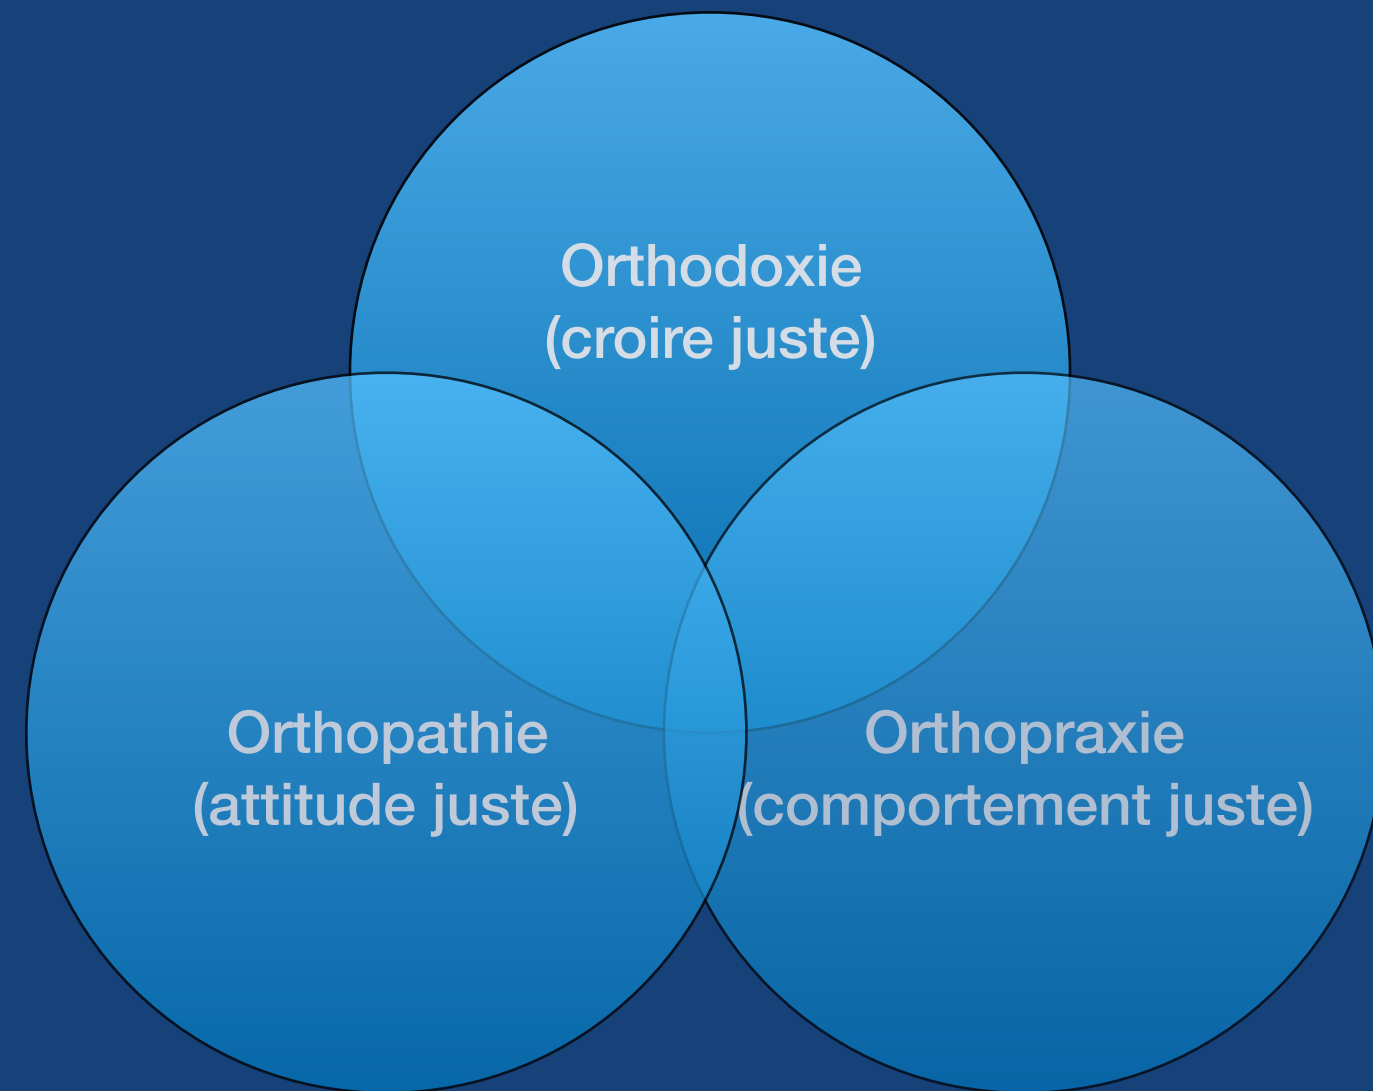 Orthodoxie
(croire juste)
Orthopathie
(attitude juste)
Orthopraxie
(comportement juste)